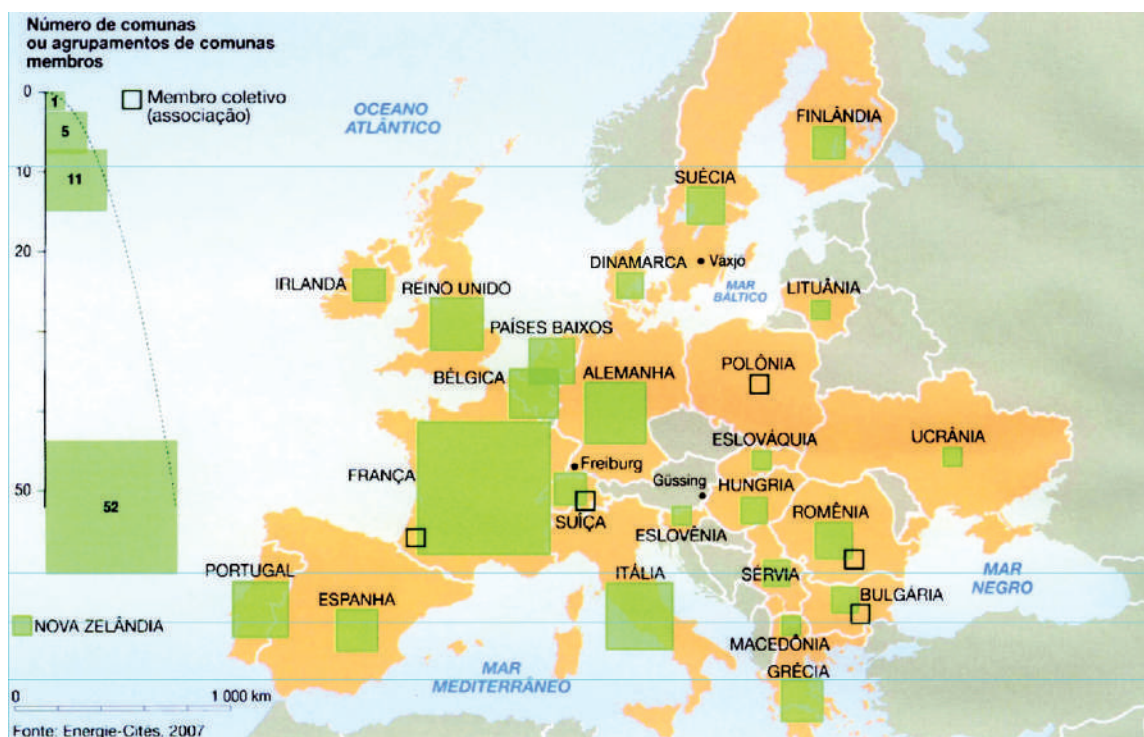 Número de comunas
ou agrupamentos de comunas
membros
0
1
5
10
11
20
50
52
Membro coletivo
(associação)
OCEANO
ATLÂNTICO
FINLÂNDIA
SUÉCIA
DINAMARCA
Vaxjo
MAR
BÁLTICO
LITUÂNIA
IRLANDA
REINO UNIDO
PAÍSES BAIXOS
BÉLGICA
ALEMANHA
POLÔNIA
ESLOVÁQUIA
UCRÂNIA
FRANÇA
Freiburg
Güssing
HUNGRIA
SUÍÇA
ESLOVÊNIA
ROMÊNIA
PORTUGAL
ESPANHA
ITÁLIA
SÉRVIA
MAR
NEGRO
BULGÁRIA
NOVA ZELÂNDIA
MACEDÔNIA
GRÉCIA
MAR
MEDITERRÂNEO
0 1 000 km
Fonte: Energie-Cités, 2007